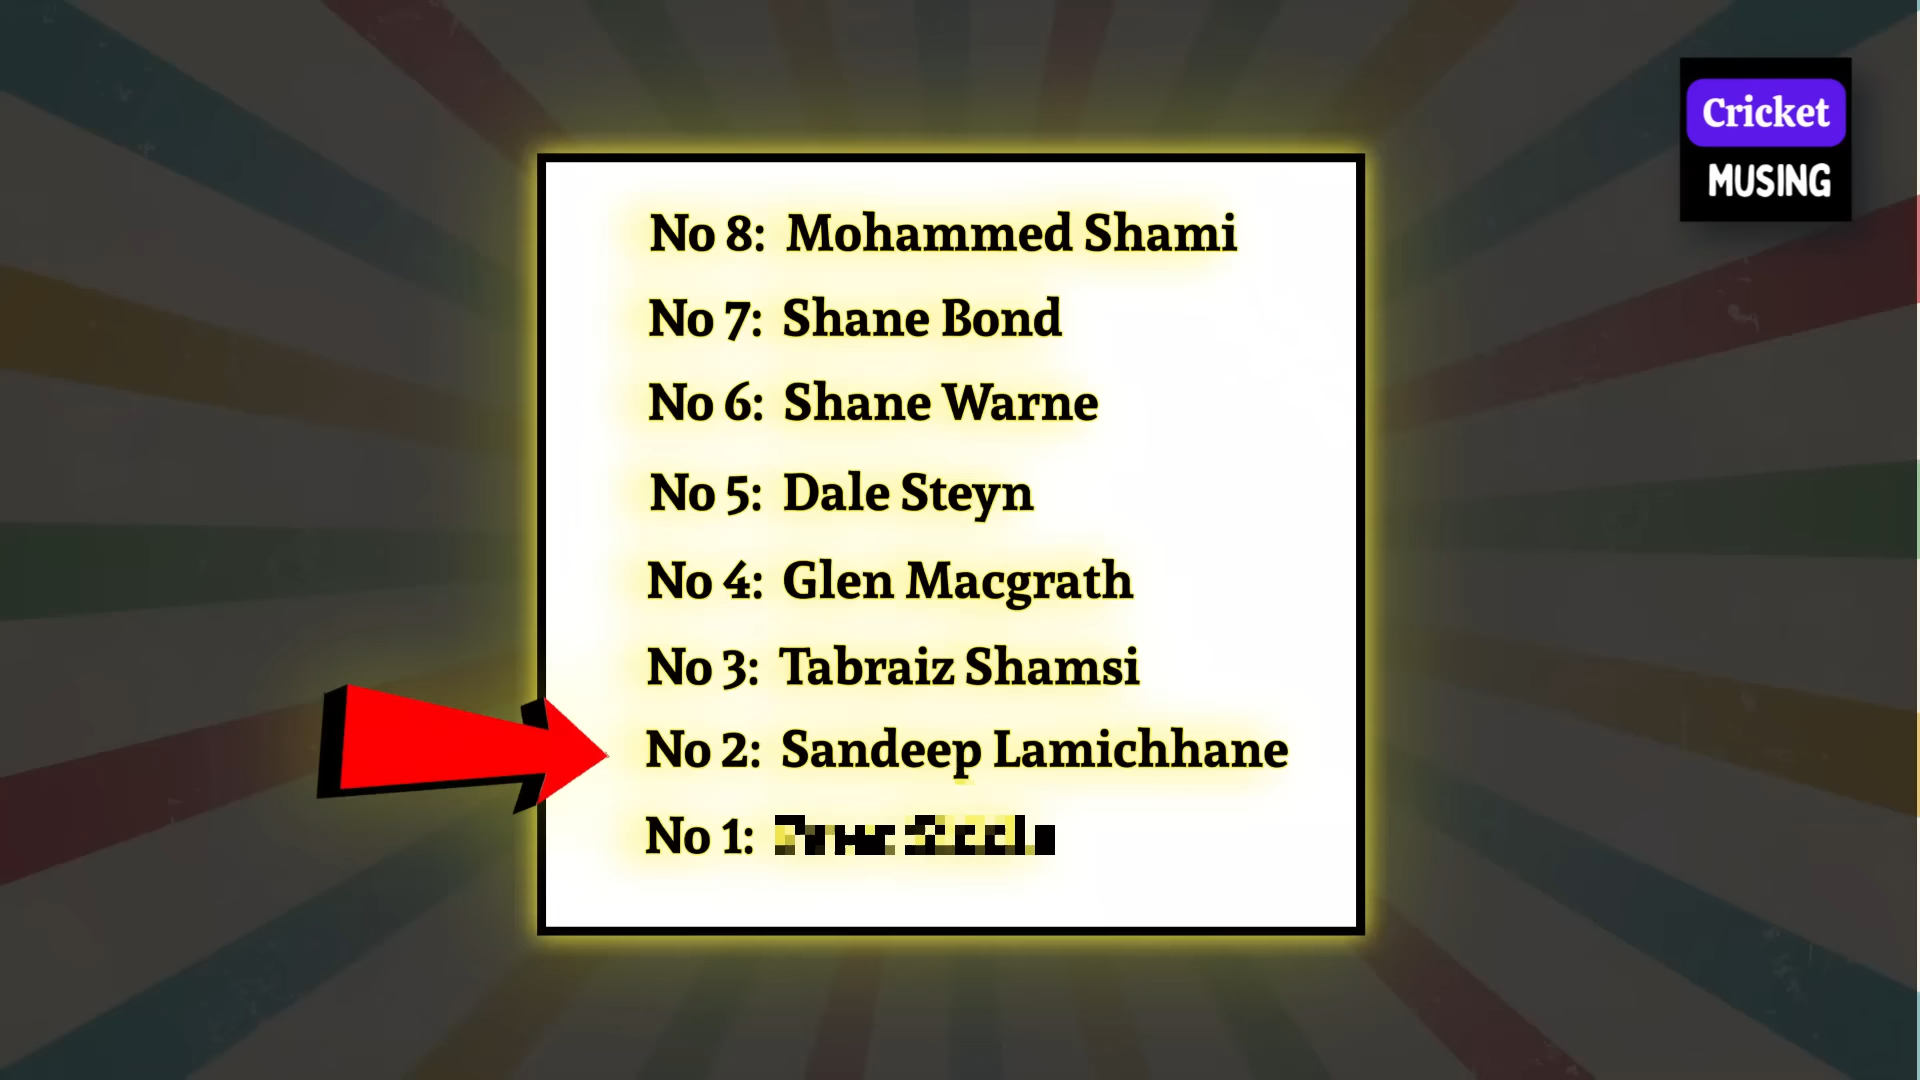 Cricket
MUSING
No 8: Mohammed Shami
No 7: Shane Bond
No 6: Shane Warne
No 5: Dale Steyn
No 4: Glen Macgrath
No 3: Tabraiz Shamsi
No 2: Sandeep Lamichhane
No 1: